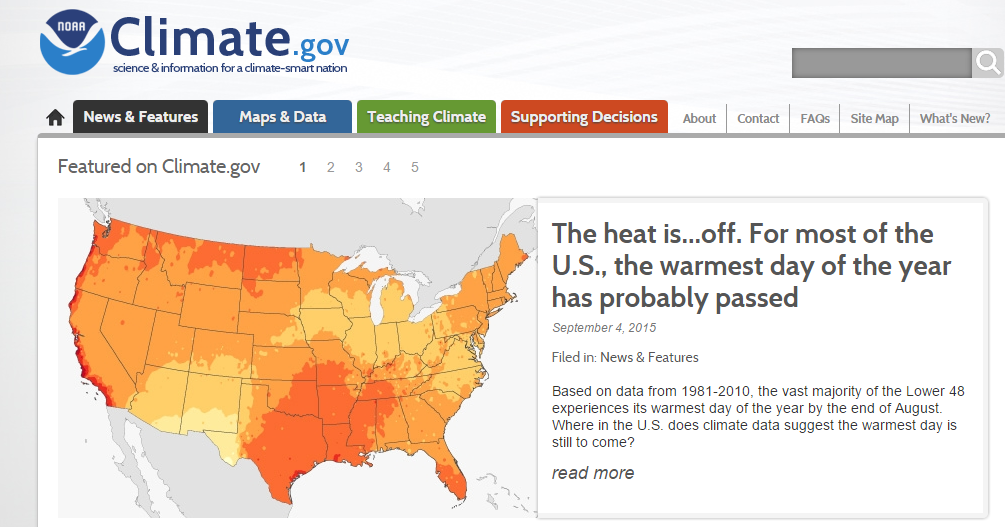 NOAA
Climate.gov
science & information for a climate-smart nation
News & Features
Maps & Data
Teaching Climate
Supporting Decisions
About
Contact
FAQs
Site Map
What's New?
Featured on Climate.gov
1 2 3 4 5
The heat is...off. For most of the
U.S., the warmest day of the year
has probably passed
September 4, 2015
Filed in: News & Features
Based on data from 1981-2010, the vast majority of the Lower 48
experiences its warmest day of the year by the end of August.
Where in the U.S. does climate data suggest the warmest day is
still to come?
read more